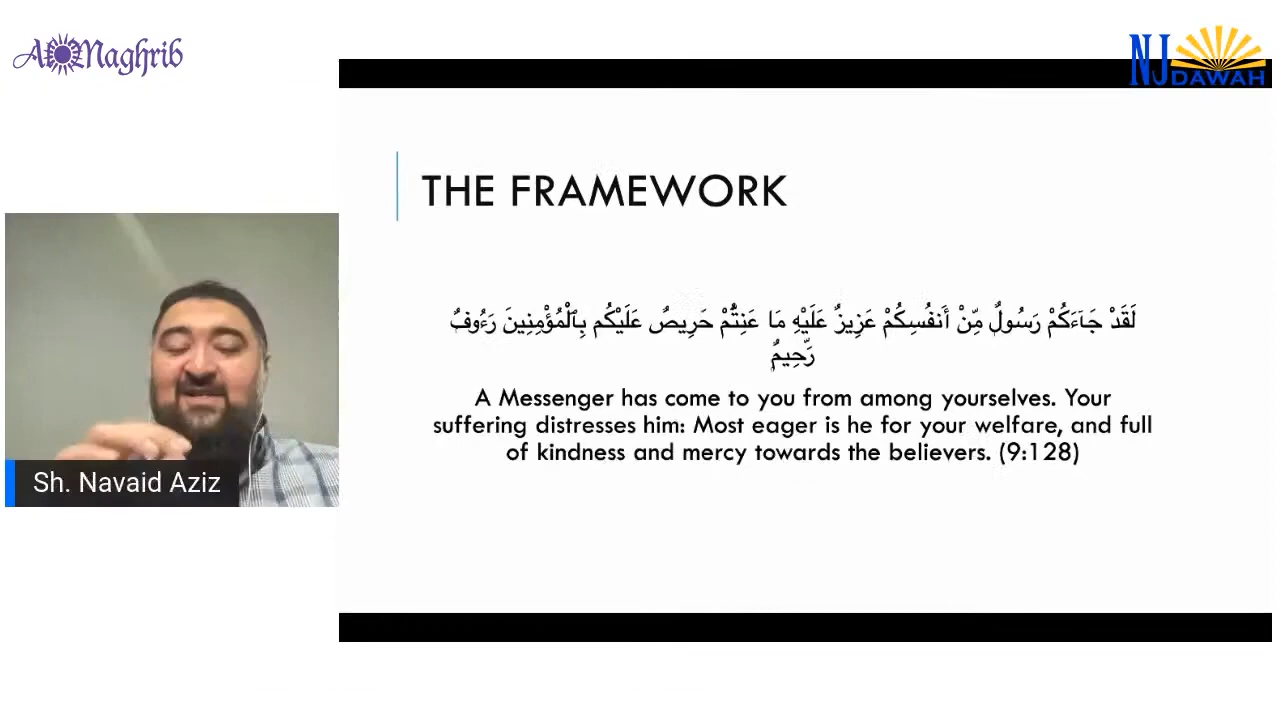 AlMaghrib
NJ
DAWAH
THE FRAMEWORK
لَقَدْ جَآءَكُمْ رَسُولٌ مِّنْ أَنفُسِكُمْ عَزِيزٌ عَلَيْهِ مَا عَنِتُّمْ حَرِيصٌ عَلَيْكُم بِٱلْمُؤْمِنِينَ رَءُوفٌ
رَّحِيمٌ
A Messenger has come to you from among yourselves. Your
suffering distresses him: Most eager is he for your welfare, and full
of kindness and mercy towards the believers. (9:128)
Sh. Navaid Aziz